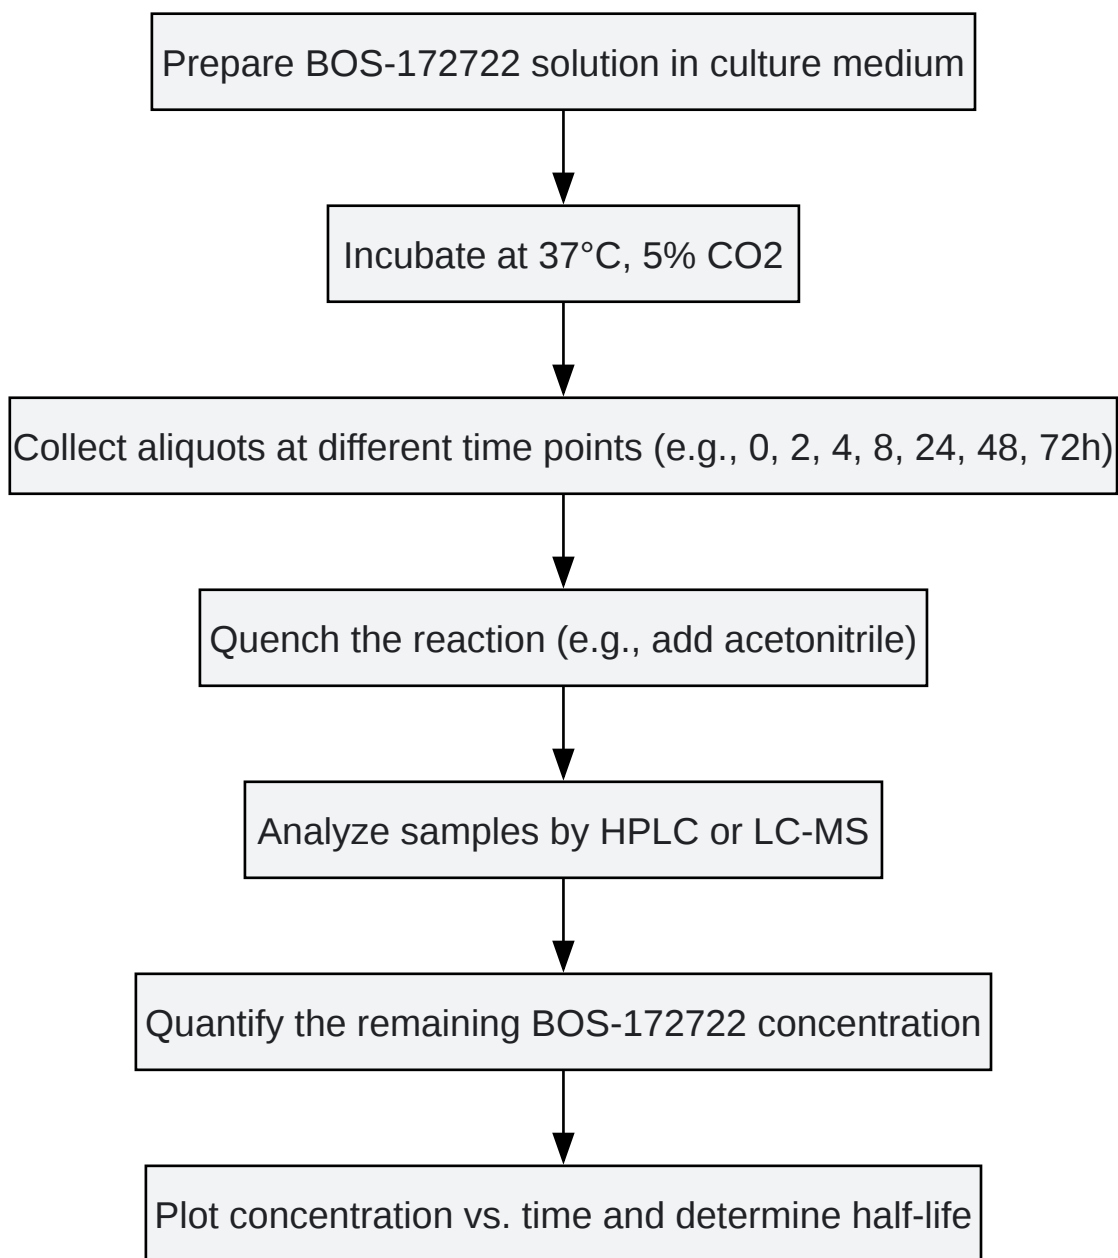 Prepare BOS-172722 solution in culture medium
Incubate at 37°C, 5% CO2
Collect aliquots at different time points (e.g., 0, 2, 4, 8, 24, 48, 72h)
Quench the reaction (e.g., add acetonitrile)
Analyze samples by HPLC or LC-MS
Quantify the remaining BOS-172722 concentration
Plot concentration vs. time and determine half-life